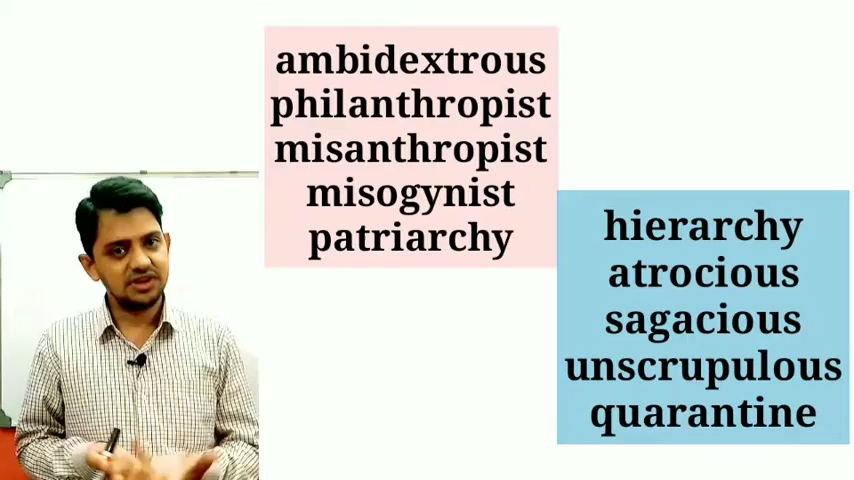 ambidextrous
philanthropist
misanthropist
misogynist
patriarchy
hierarchy
atrocious
sagacious
unscrupulous
quarantine